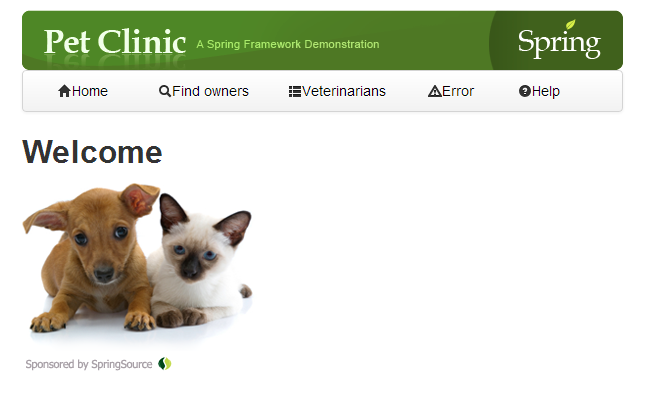 Pet Clinic A Spring Framework Demonstration Spring
Home Find owners Veterinarians Error Help
Welcome
Sponsored by SpringSource